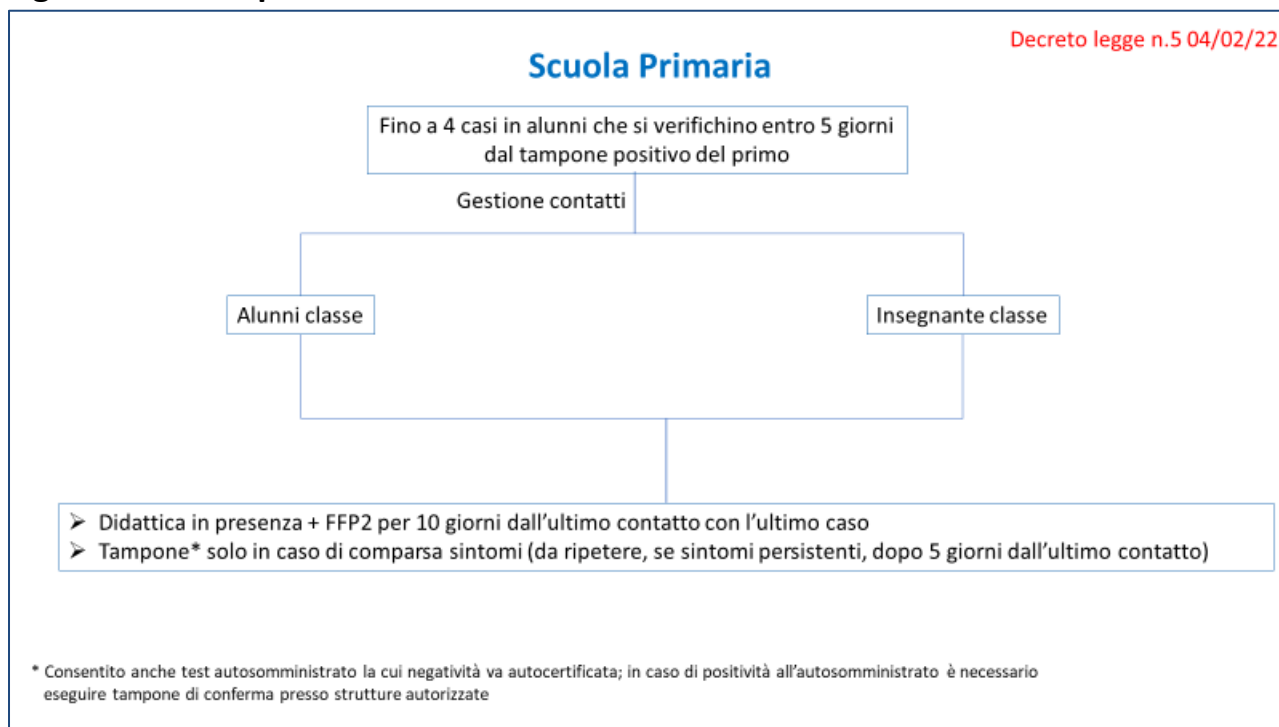 Decreto legge n.5 04/02/22
Scuola Primaria
Fino a 4 casi in alunni che si verifichino entro 5 giorni
dal tampone positivo del primo
Gestione contatti
Alunni classe
Insegnante classe
➤ Didattica in presenza + FFP2 per 10 giorni dall’ultimo contatto con l’ultimo caso
➤ Tampone* solo in caso di comparsa sintomi (da ripetere, se sintomi persistenti, dopo 5 giorni dall’ultimo contatto)
* Consentito anche test autosomministrato la cui negatività va autocertificata; in caso di positività all’autosomministrato è necessario
eseguire tampone di conferma presso strutture autorizzate